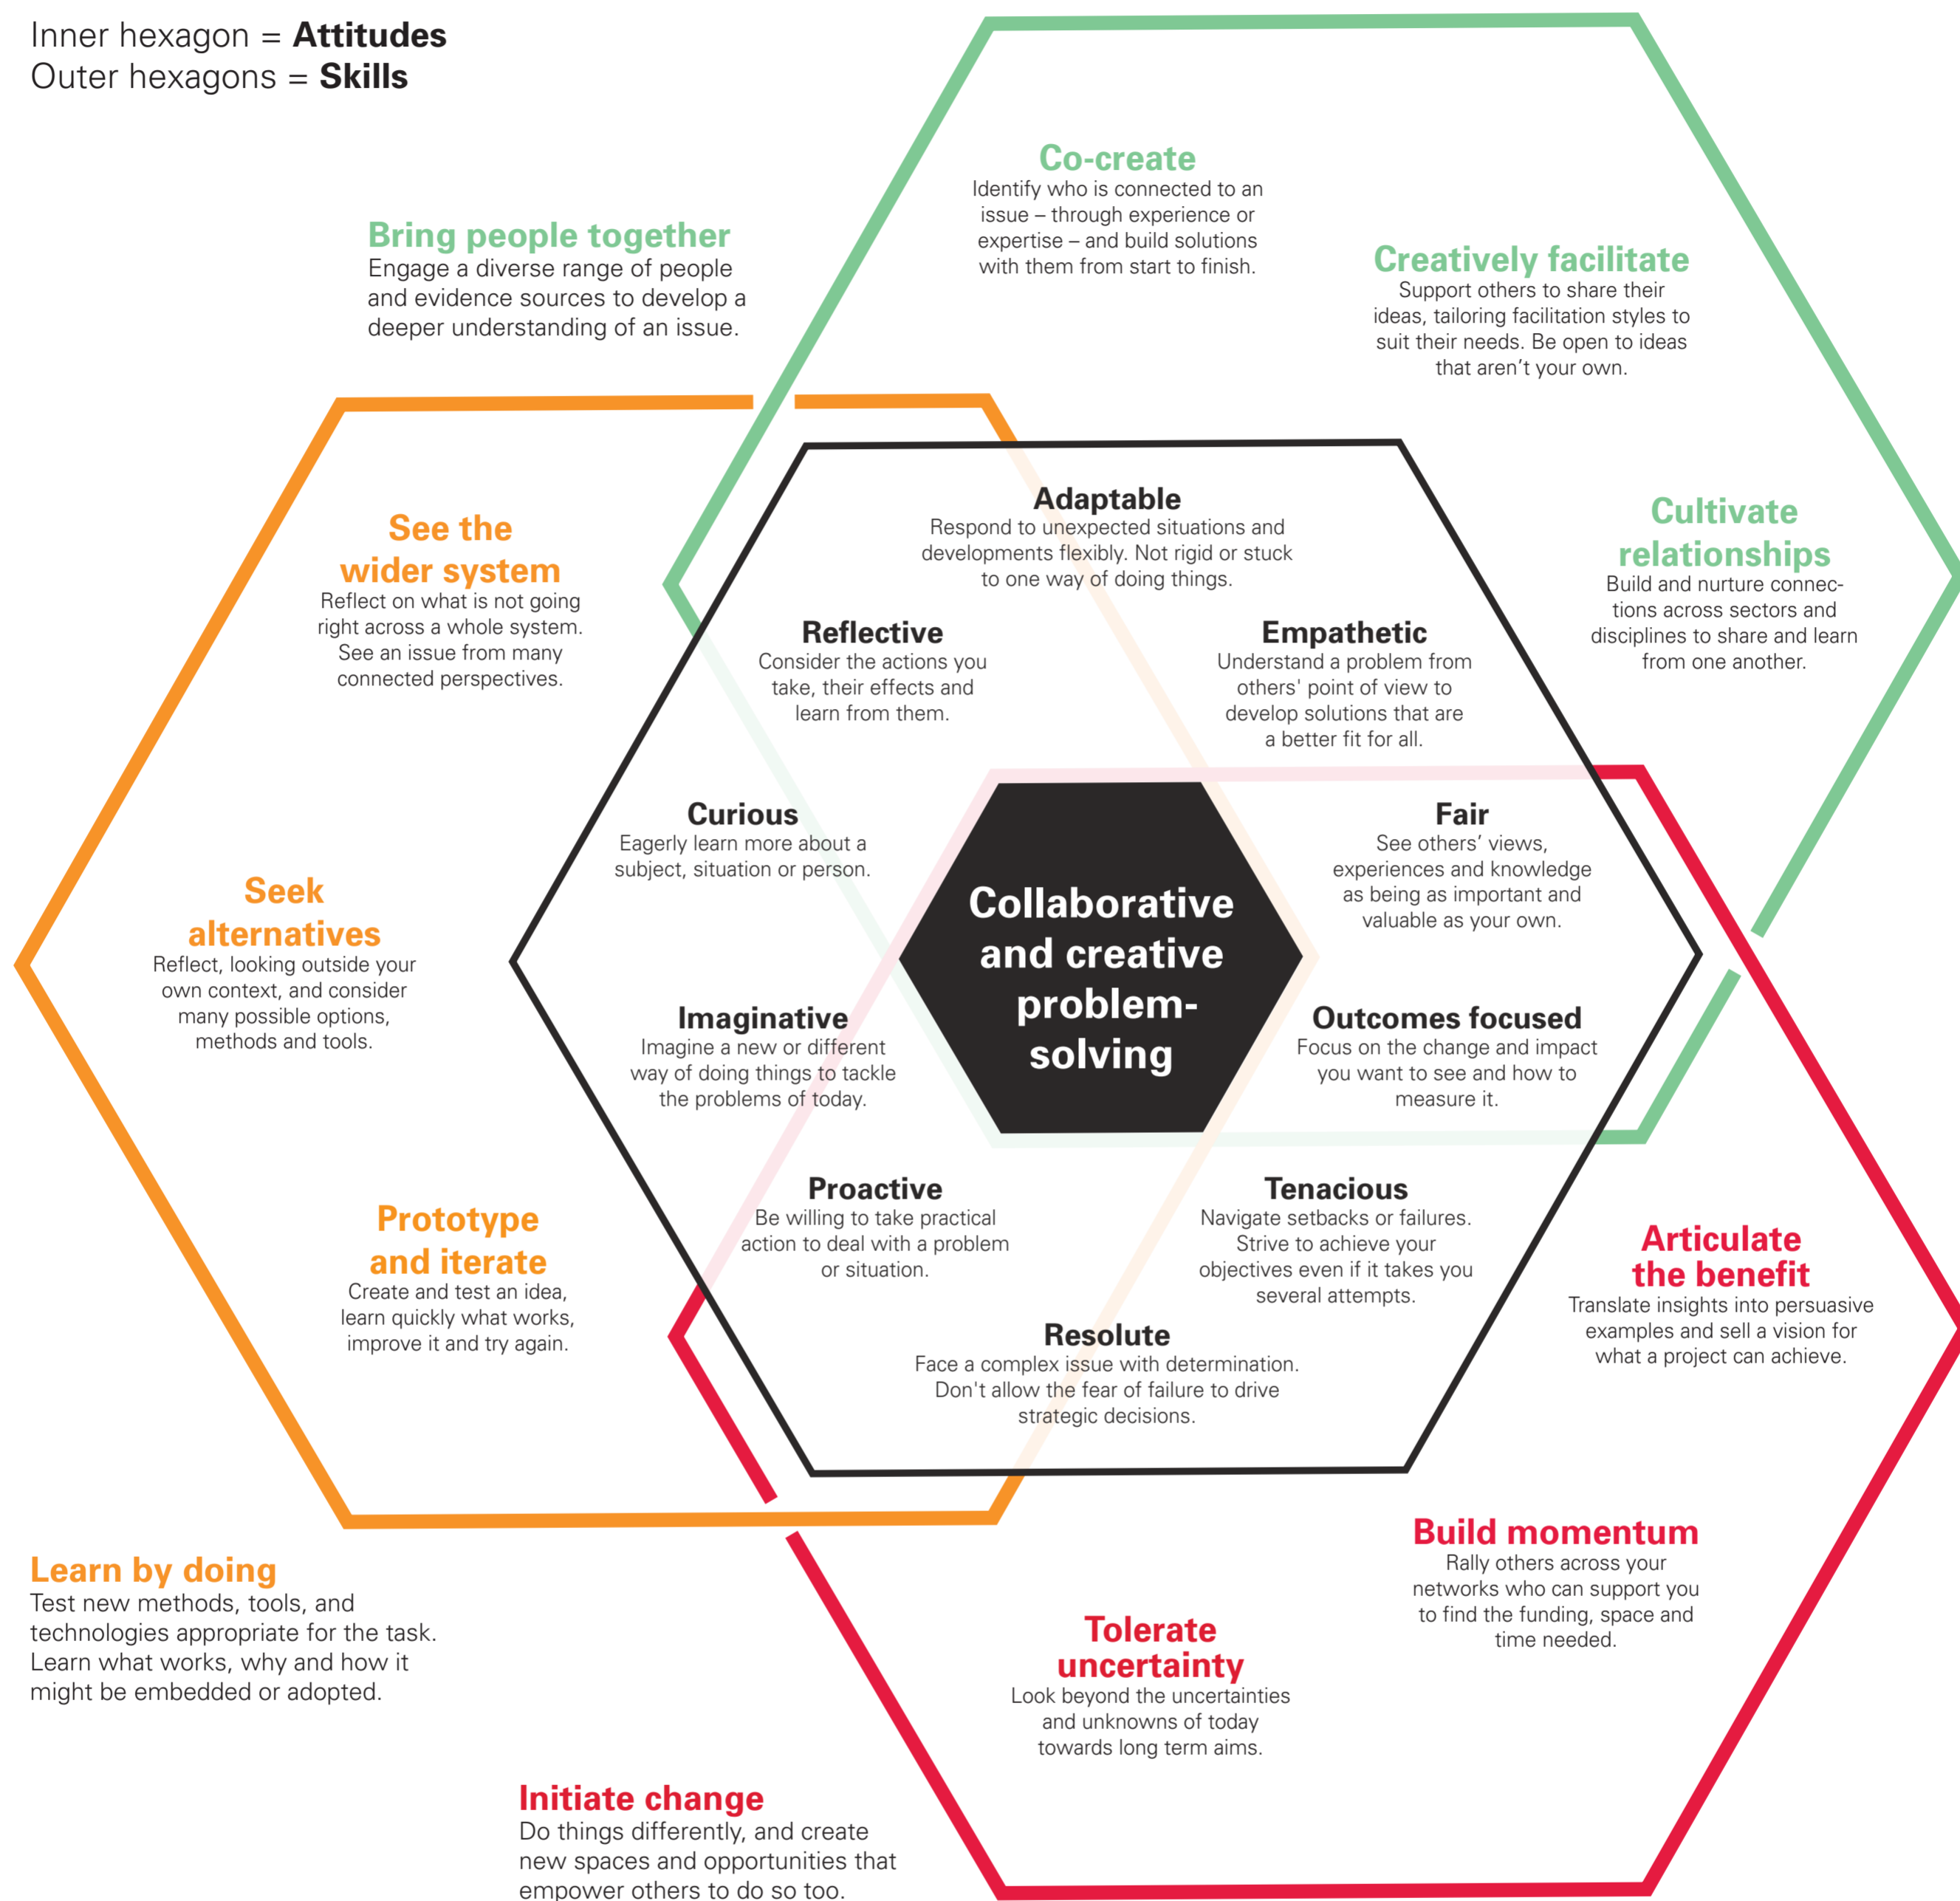 Inner hexagon = Attitudes
Outer hexagons = Skills
Co-create
Identify who is connected to an
issue – through experience or
expertise – and build solutions
with them from start to finish.
Bring people together
Engage a diverse range of people
and evidence sources to develop a
deeper understanding of an issue.
Creatively facilitate
Support others to share their
ideas, tailoring facilitation styles to
suit their needs. Be open to ideas
that aren’t your own.
Cultivate
relationships
Build and nurture connec-
tions across sectors and
disciplines to share and learn
from one another.
See the
wider system
Reflect on what is not going
right across a whole system.
See an issue from many
connected perspectives.
Adaptable
Respond to unexpected situations and
developments flexibly. Not rigid or stuck
to one way of doing things.
Reflective
Consider the actions you
take, their effects and
learn from them.
Empathetic
Understand a problem from
others' point of view to
develop solutions that are
a better fit for all.
Curious
Eagerly learn more about a
subject, situation or person.
Fair
See others’ views,
experiences and knowledge
as being as important and
valuable as your own.
Seek
alternatives
Reflect, looking outside your
own context, and consider
many possible options,
methods and tools.
Collaborative
and creative
problem-
solving
Imaginative
Imagine a new or different
way of doing things to tackle
the problems of today.
Outcomes focused
Focus on the change and impact
you want to see and how to
measure it.
Prototype
and iterate
Create and test an idea,
learn quickly what works,
improve it and try again.
Proactive
Be willing to take practical
action to deal with a problem
or situation.
Tenacious
Navigate setbacks or failures.
Strive to achieve your
objectives even if it takes you
several attempts.
Articulate
the benefit
Translate insights into persuasive
examples and sell a vision for
what a project can achieve.
Resolute
Face a complex issue with determination.
Don't allow the fear of failure to drive
strategic decisions.
Build momentum
Rally others across your
networks who can support you
to find the funding, space and
time needed.
Learn by doing
Test new methods, tools, and
technologies appropriate for the task.
Learn what works, why and how it
might be embedded or adopted.
Tolerate
uncertainty
Look beyond the uncertainties
and unknowns of today
towards long term aims.
Initiate change
Do things differently, and create
new spaces and opportunities that
empower others to do so too.